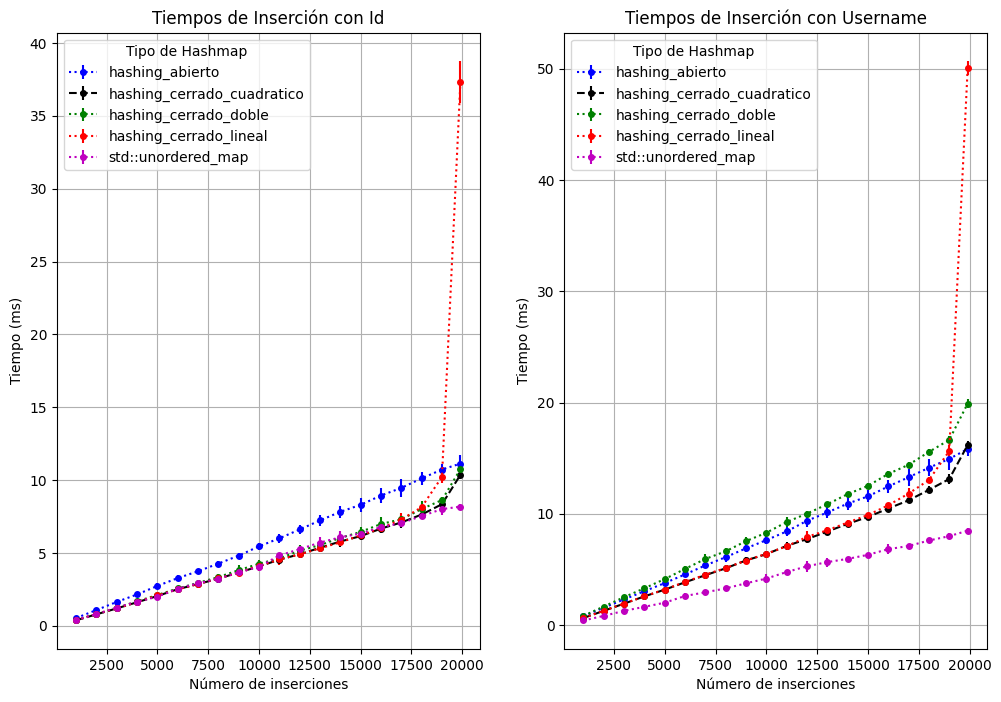 Tiempos de Inserción con Id
Tipo de Hashmap
hashing_abierto
hashing_cerrado_cuadratico
hashing_cerrado_doble
hashing_cerrado_lineal
std::unordered_map
40
35
30
25
20
15
10
5
0
Tiempo (ms)
2500 5000 7500 10000 12500 15000 17500 20000
Número de inserciones
Tiempos de Inserción con Username
Tipo de Hashmap
hashing_abierto
hashing_cerrado_cuadratico
hashing_cerrado_doble
hashing_cerrado_lineal
std::unordered_map
50
40
30
20
10
0
Tiempo (ms)
2500 5000 7500 10000 12500 15000 17500 20000
Número de inserciones